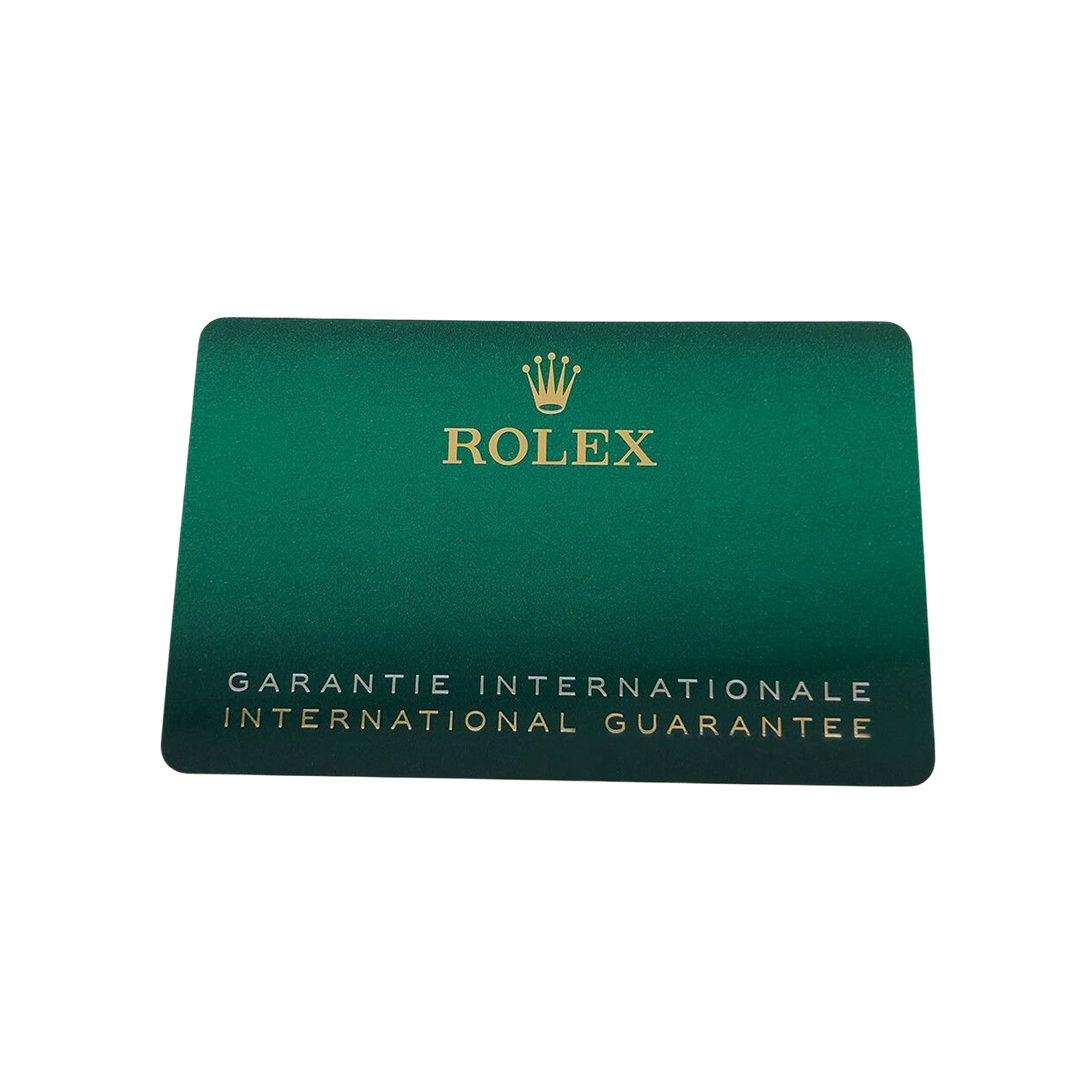 ROLEX
GARANTIE INTERNATIONALE
INTERNATIONAL GUARANTEE